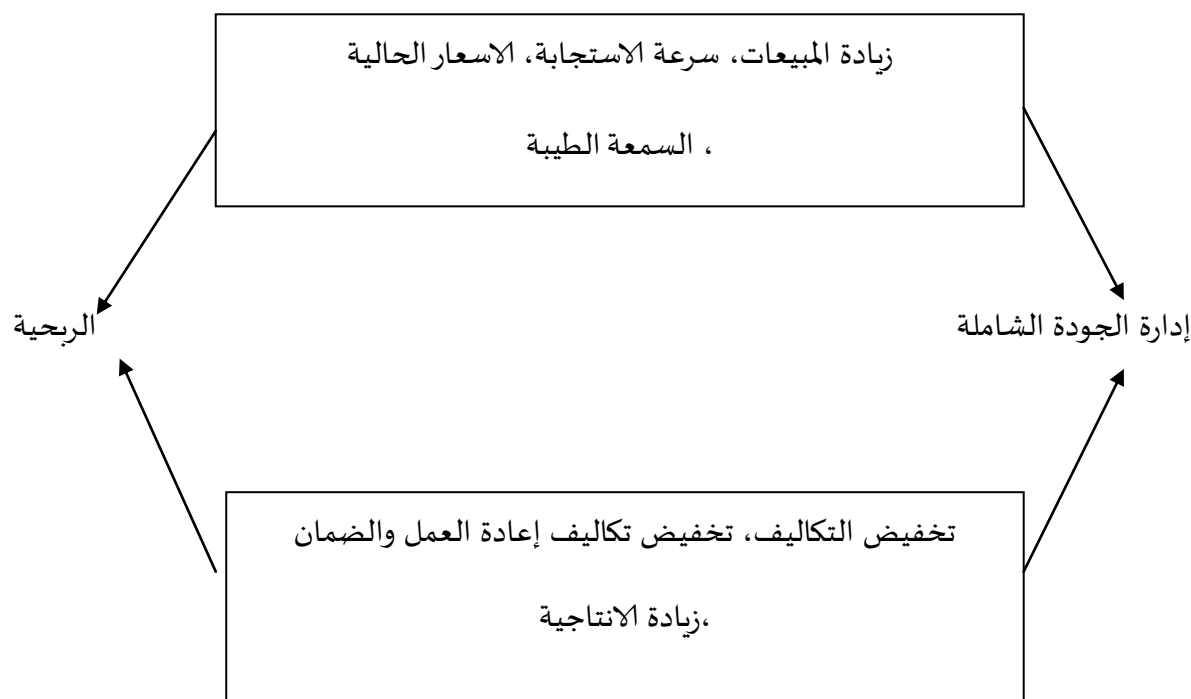 زيادة المبيعات، سرعة الاستجابة، الاسعار الحالية
، السمعة الطيبة
إدارة الجودة الشاملة
الربحية
تخفيض التكاليف، تخفيض تكاليف إعادة العمل والضمان
،زيادة الانتاجية